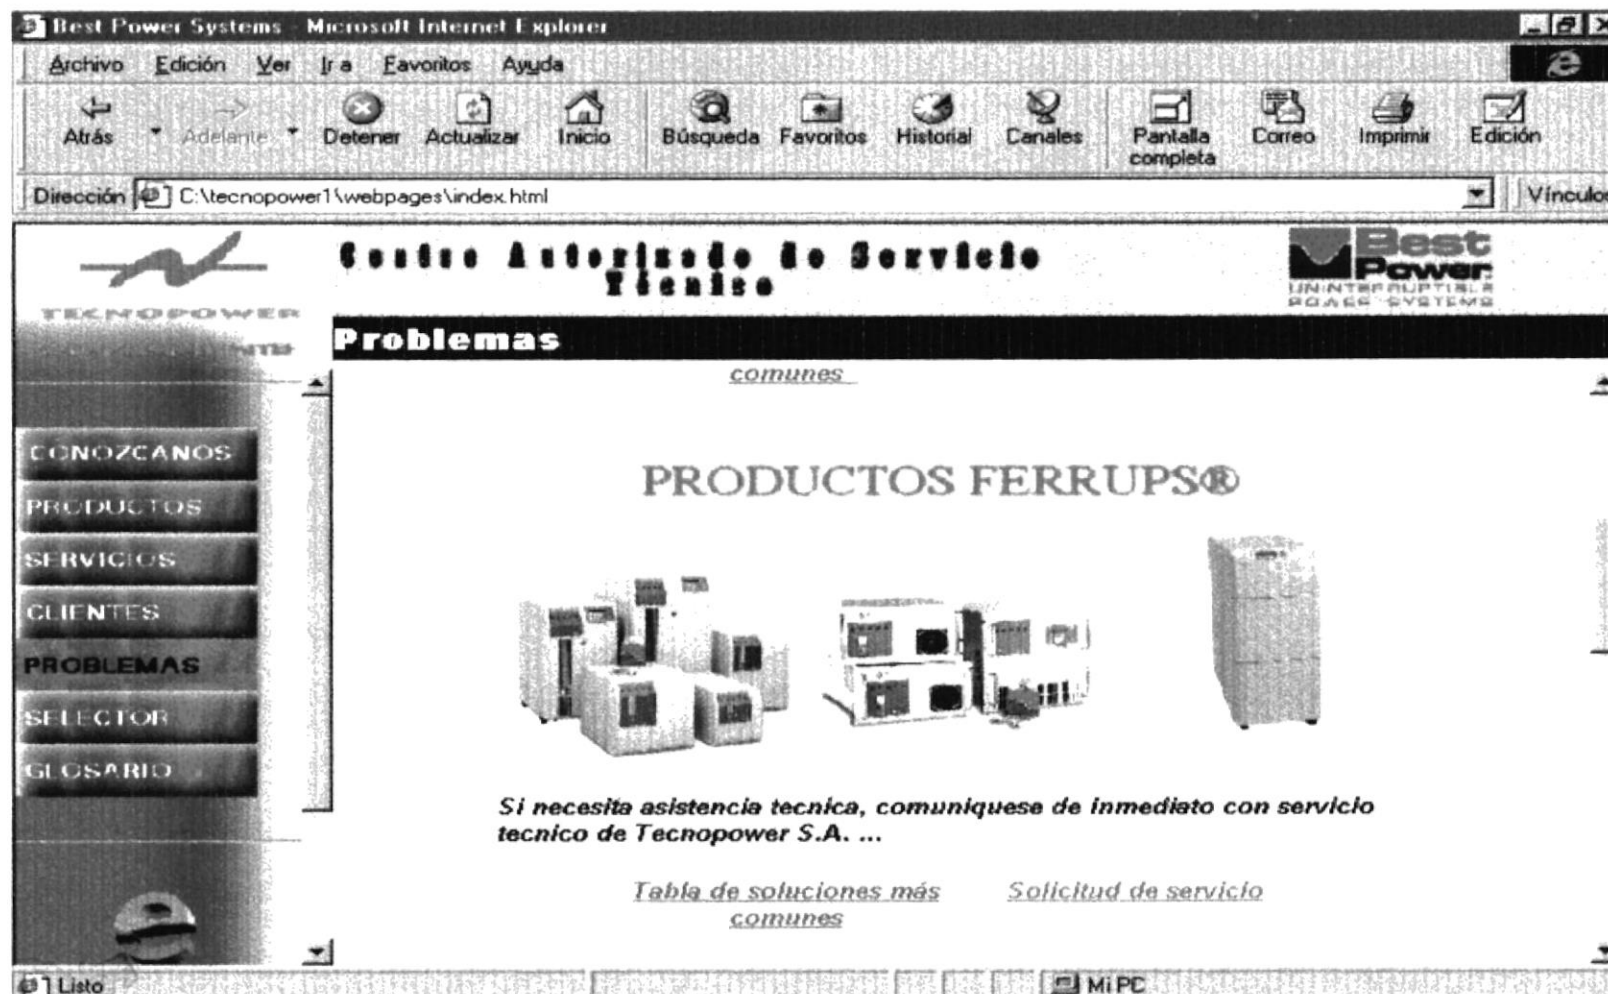 Best Power Systems - Microsoft Internet Explorer
Archivo Edición Ver Ir a Favoritos Ayuda
Atrás Adelante Detener Actualizar Inicio Búsqueda Favoritos Historial Canales Pantalla completa Correo Imprimir Edición
Dirección C:\tecnopower1\webpages\index.html Vínculos
TECNOPOWER
Centro Autorizado de Servicio
Técnico
Best
Power
UNINTERRUPTIBLE
POWER SYSTEMS
Problemas
comunes
CONOZCANOS
PRODUCTOS
SERVICIOS
CLIENTES
PROBLEMAS
SELECTOR
GLOSARIO
PRODUCTOS FERRUPS®
Si necesita asistencia tecnica, comuniquese de inmediato con servicio
tecnico de Tecnopower S.A. ...
Tabla de soluciones más
comunes
Solicitud de servicio
Listo Mi PC